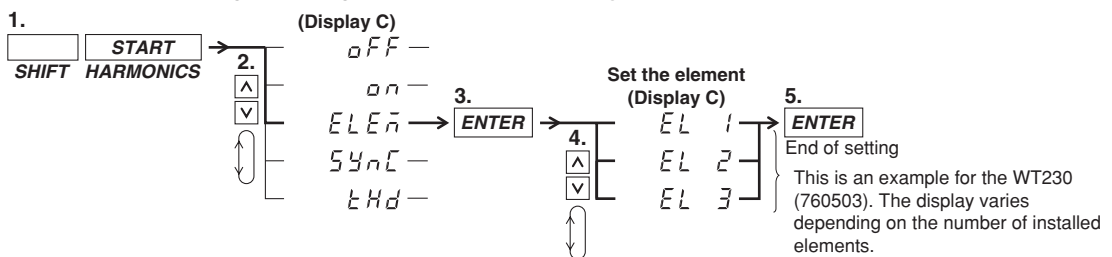 1.
START
SHIFT HARMONICS
2.
(Display C)
oFF
on
ELEm
SYnC
tHd
3.
ENTER
4.
Set the element
(Display C)
EL 1
EL 2
EL 3
5.
ENTER
End of setting
This is an example for the WT230
(760503). The display varies
depending on the number of installed
elements.